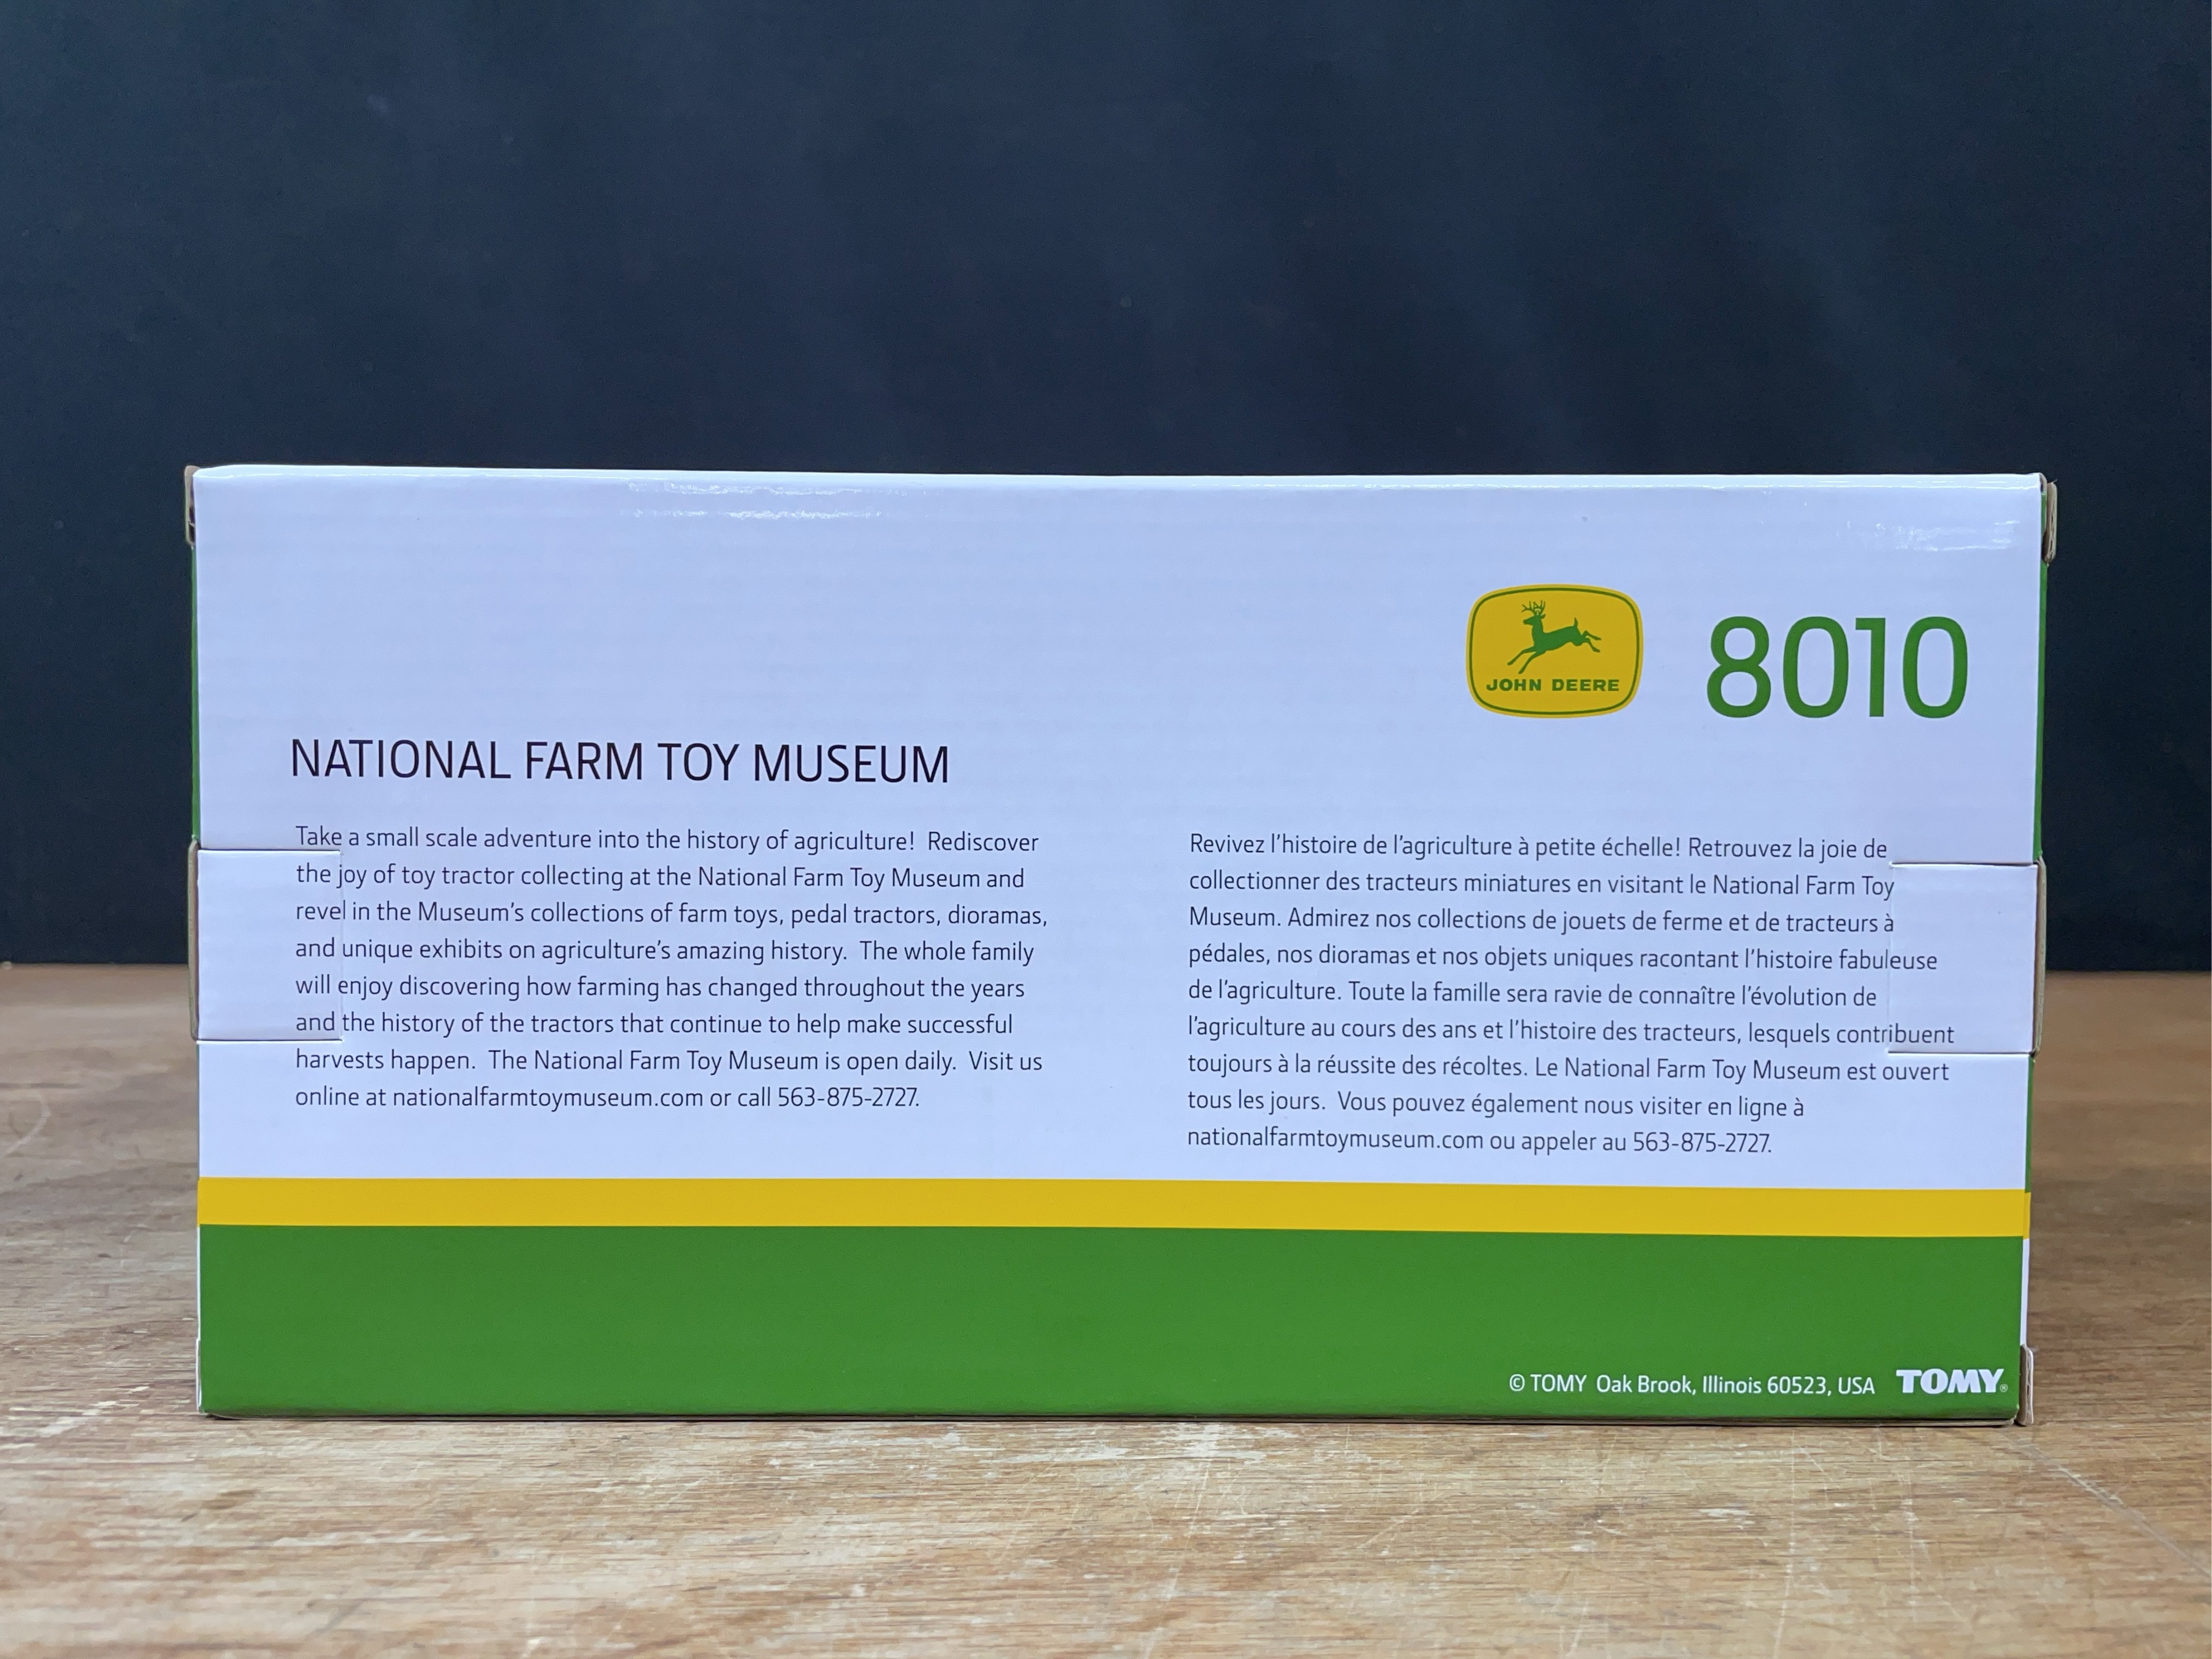 JOHN DEERE
8010
NATIONAL FARM TOY MUSEUM
Take a small scale adventure into the history of agriculture!  Rediscover
the joy of toy tractor collecting at the National Farm Toy Museum and
revel in the Museum's collections of farm toys, pedal tractors, dioramas,
and unique exhibits on agriculture's amazing history.  The whole family
will enjoy discovering how farming has changed throughout the years
and the history of the tractors that continue to help make successful
harvests happen.  The National Farm Toy Museum is open daily.  Visit us
online at nationalfarmtoymuseum.com or call 563-875-2727.
Revivez l'histoire de l'agriculture à petite échelle! Retrouvez la joie de
collectionner des tracteurs miniatures en visitant le National Farm Toy
Museum. Admirez nos collections de jouets de ferme et de tracteurs à
pédales, nos dioramas et nos objets uniques racontant l'histoire fabuleuse
de l'agriculture. Toute la famille sera ravie de connaître l'évolution de
l'agriculture au cours des ans et l'histoire des tracteurs, lesquels contribuent
toujours à la réussite des récoltes. Le National Farm Toy Museum est ouvert
tous les jours.  Vous pouvez également nous visiter en ligne à
nationalfarmtoymuseum.com ou appeler au 563-875-2727.
© TOMY  Oak Brook, Illinois 60523, USA  TOMY®